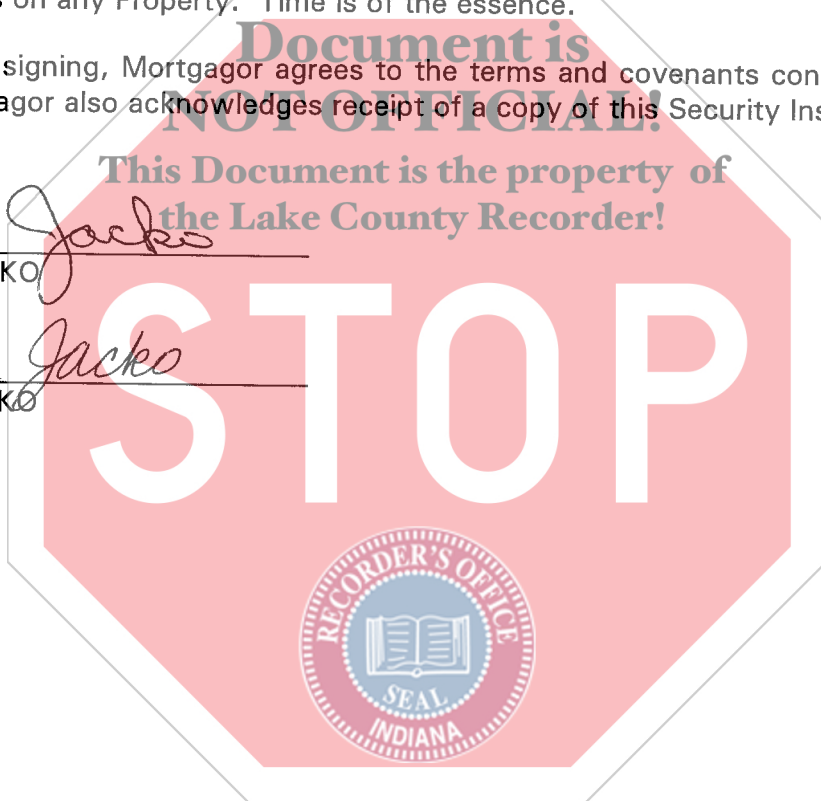 s on any Property. Time is of the essence.
Document is
signing, Mortgagor agrees to the terms and covenants con
NOT OFFICIAL!
agor also acknowledges receipt of a copy of this Security Ins
This Document is the property of
the Lake County Recorder!
Jacko
KO
Jacko
KO
STOP
RECORDER'S OFFICE
SEAL
INDIANA